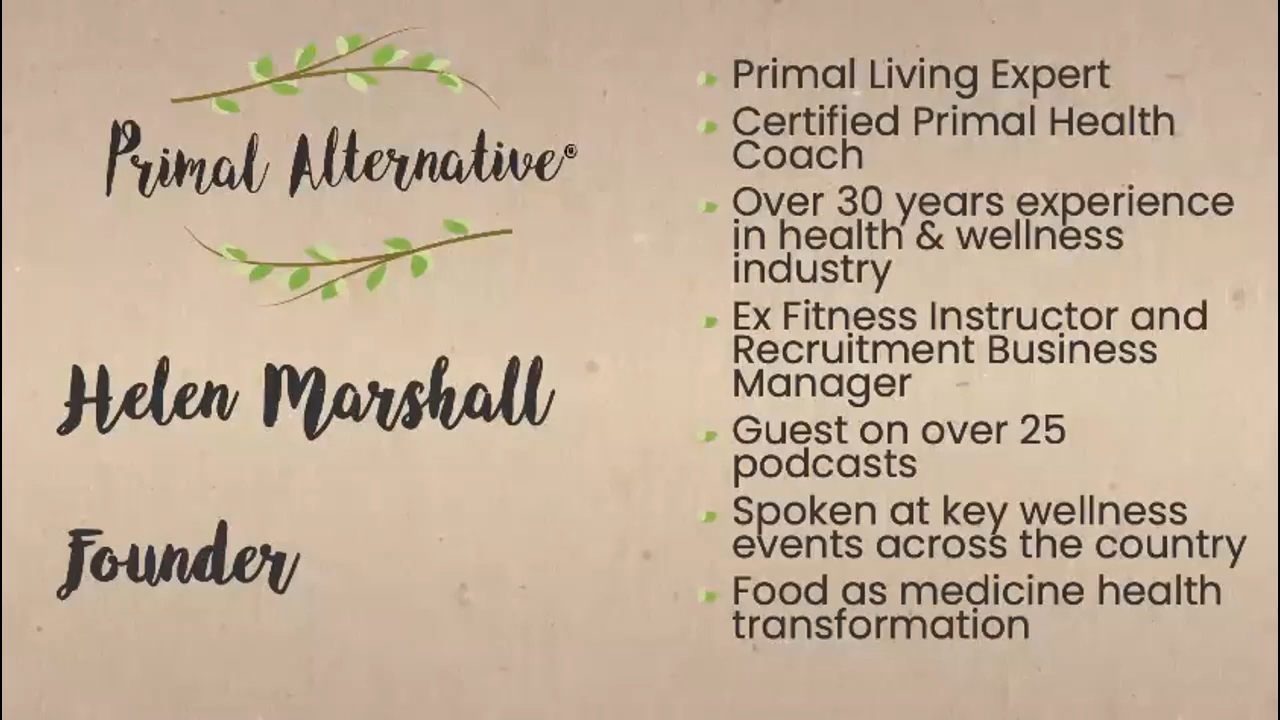 Primal Alternative®
Helen Marshall
Founder
Primal Living Expert
Certified Primal Health
Coach
Over 30 years experience
in health & wellness
industry
Ex Fitness Instructor and
Recruitment Business
Manager
Guest on over 25
podcasts
Spoken at key wellness
events across the country
Food as medicine health
transformation